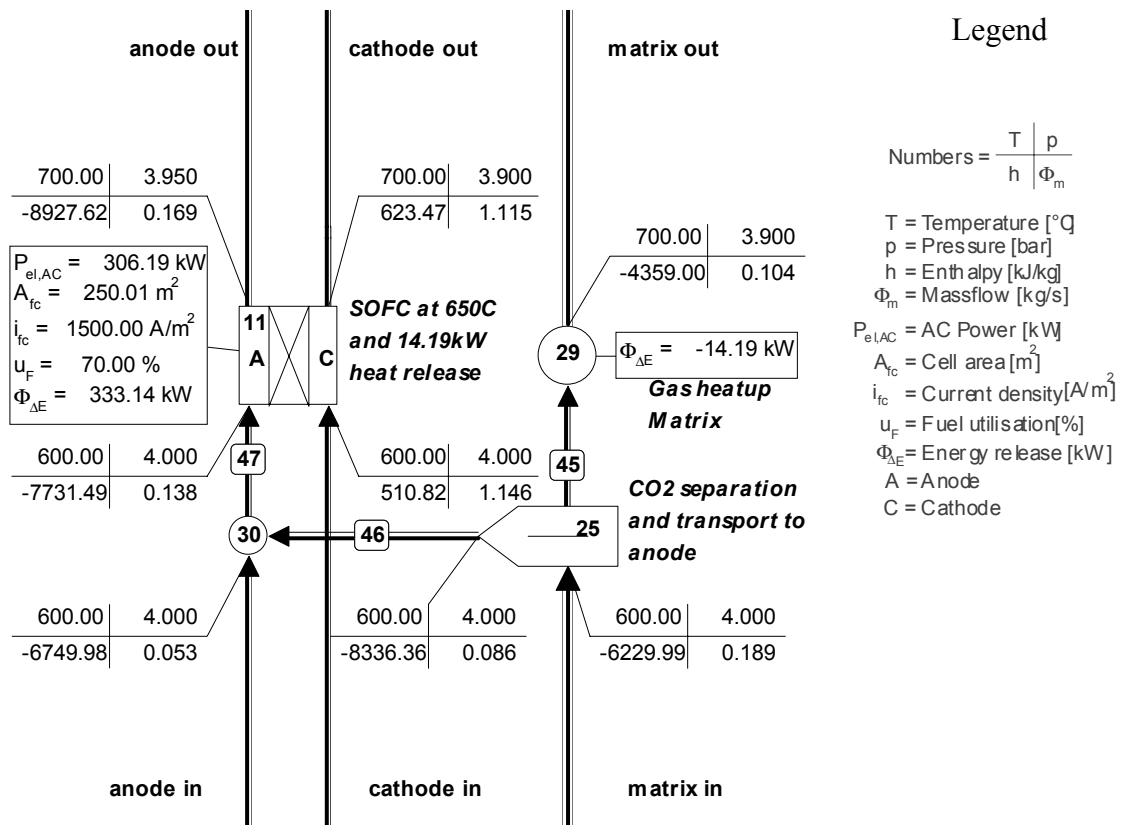 anode out
cathode out
matrix out
Legend
Numbers = T p
h Φm
T = Temperature [°C]
p = Pressure [bar]
h = Enthalpy [kJ/kg]
Φm = Massflow [kg/s]
Pel,AC = AC Power [kW]
Afc = Cell area [m²]
ifc = Current density[A/m²]
uF = Fuel utilisation[%]
ΦΔE = Energy release [kW]
A = Anode
C = Cathode
700.00 3.950
-8927.62 0.169
700.00 3.900
623.47 1.115
700.00 3.900
-4359.00 0.104
Pel,AC = 306.19 kW
Afc = 250.01 m²
ifc = 1500.00 A/m²
uF = 70.00 %
ΦΔE = 333.14 kW
11
A
C
SOFC at 650C
and 14.19kW
heat release
29
ΦΔE = -14.19 kW
Gas heatup
Matrix
600.00 4.000
-7731.49 0.138
47
600.00 4.000
510.82 1.146
45
CO2 separation
and transport to
anode
30
46
25
600.00 4.000
-6749.98 0.053
600.00 4.000
-8336.36 0.086
600.00 4.000
-6229.99 0.189
anode in
cathode in
matrix in